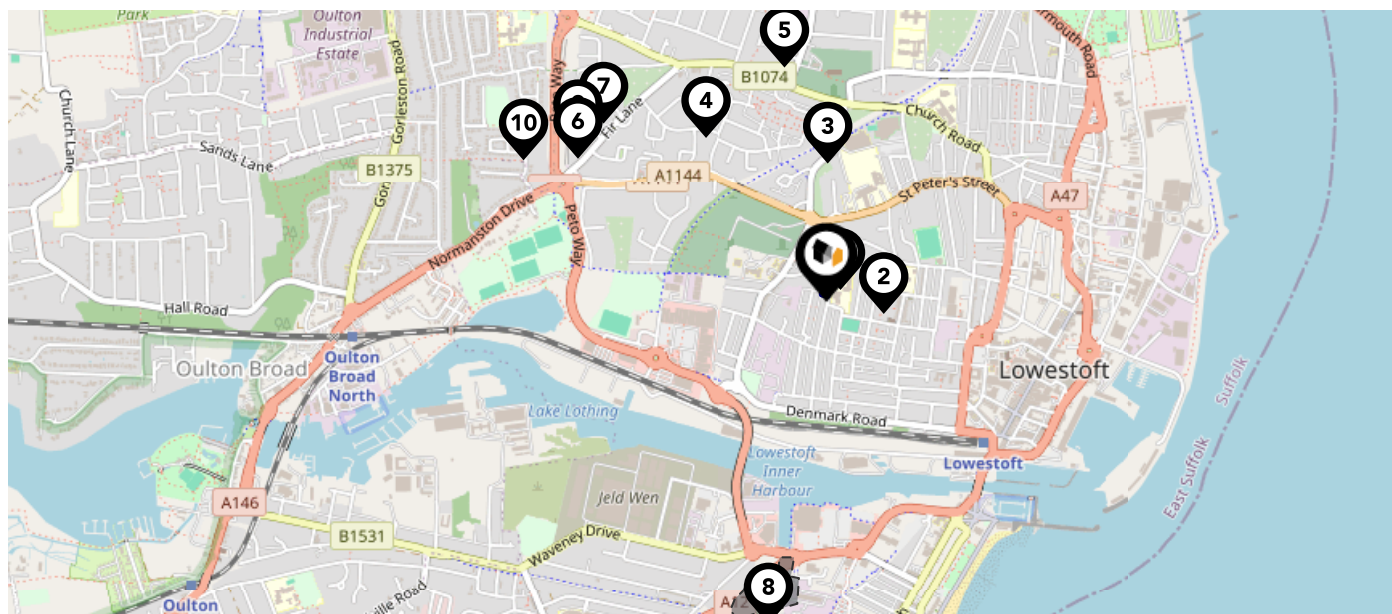 Park
Oulton
Industrial
Estate
Gorleston Road
Way
7
6
10
Fir Lane
4
5
B1074
3
Church Road
Church Lane
Sands Lane
B1375
A1144
St Peter's Street
A47
Normanston Drive
Peto Way
2
Hall Road
Oulton Broad
Oulton
Broad
North
Lowestoft
Suffolk
Lake Lothing
Denmark Road
Lowestoft
Lowestoft
Inner
Harbour
East Suffolk
Jeld Wen
A146
B1531
Waveney Drive
8
Oulton